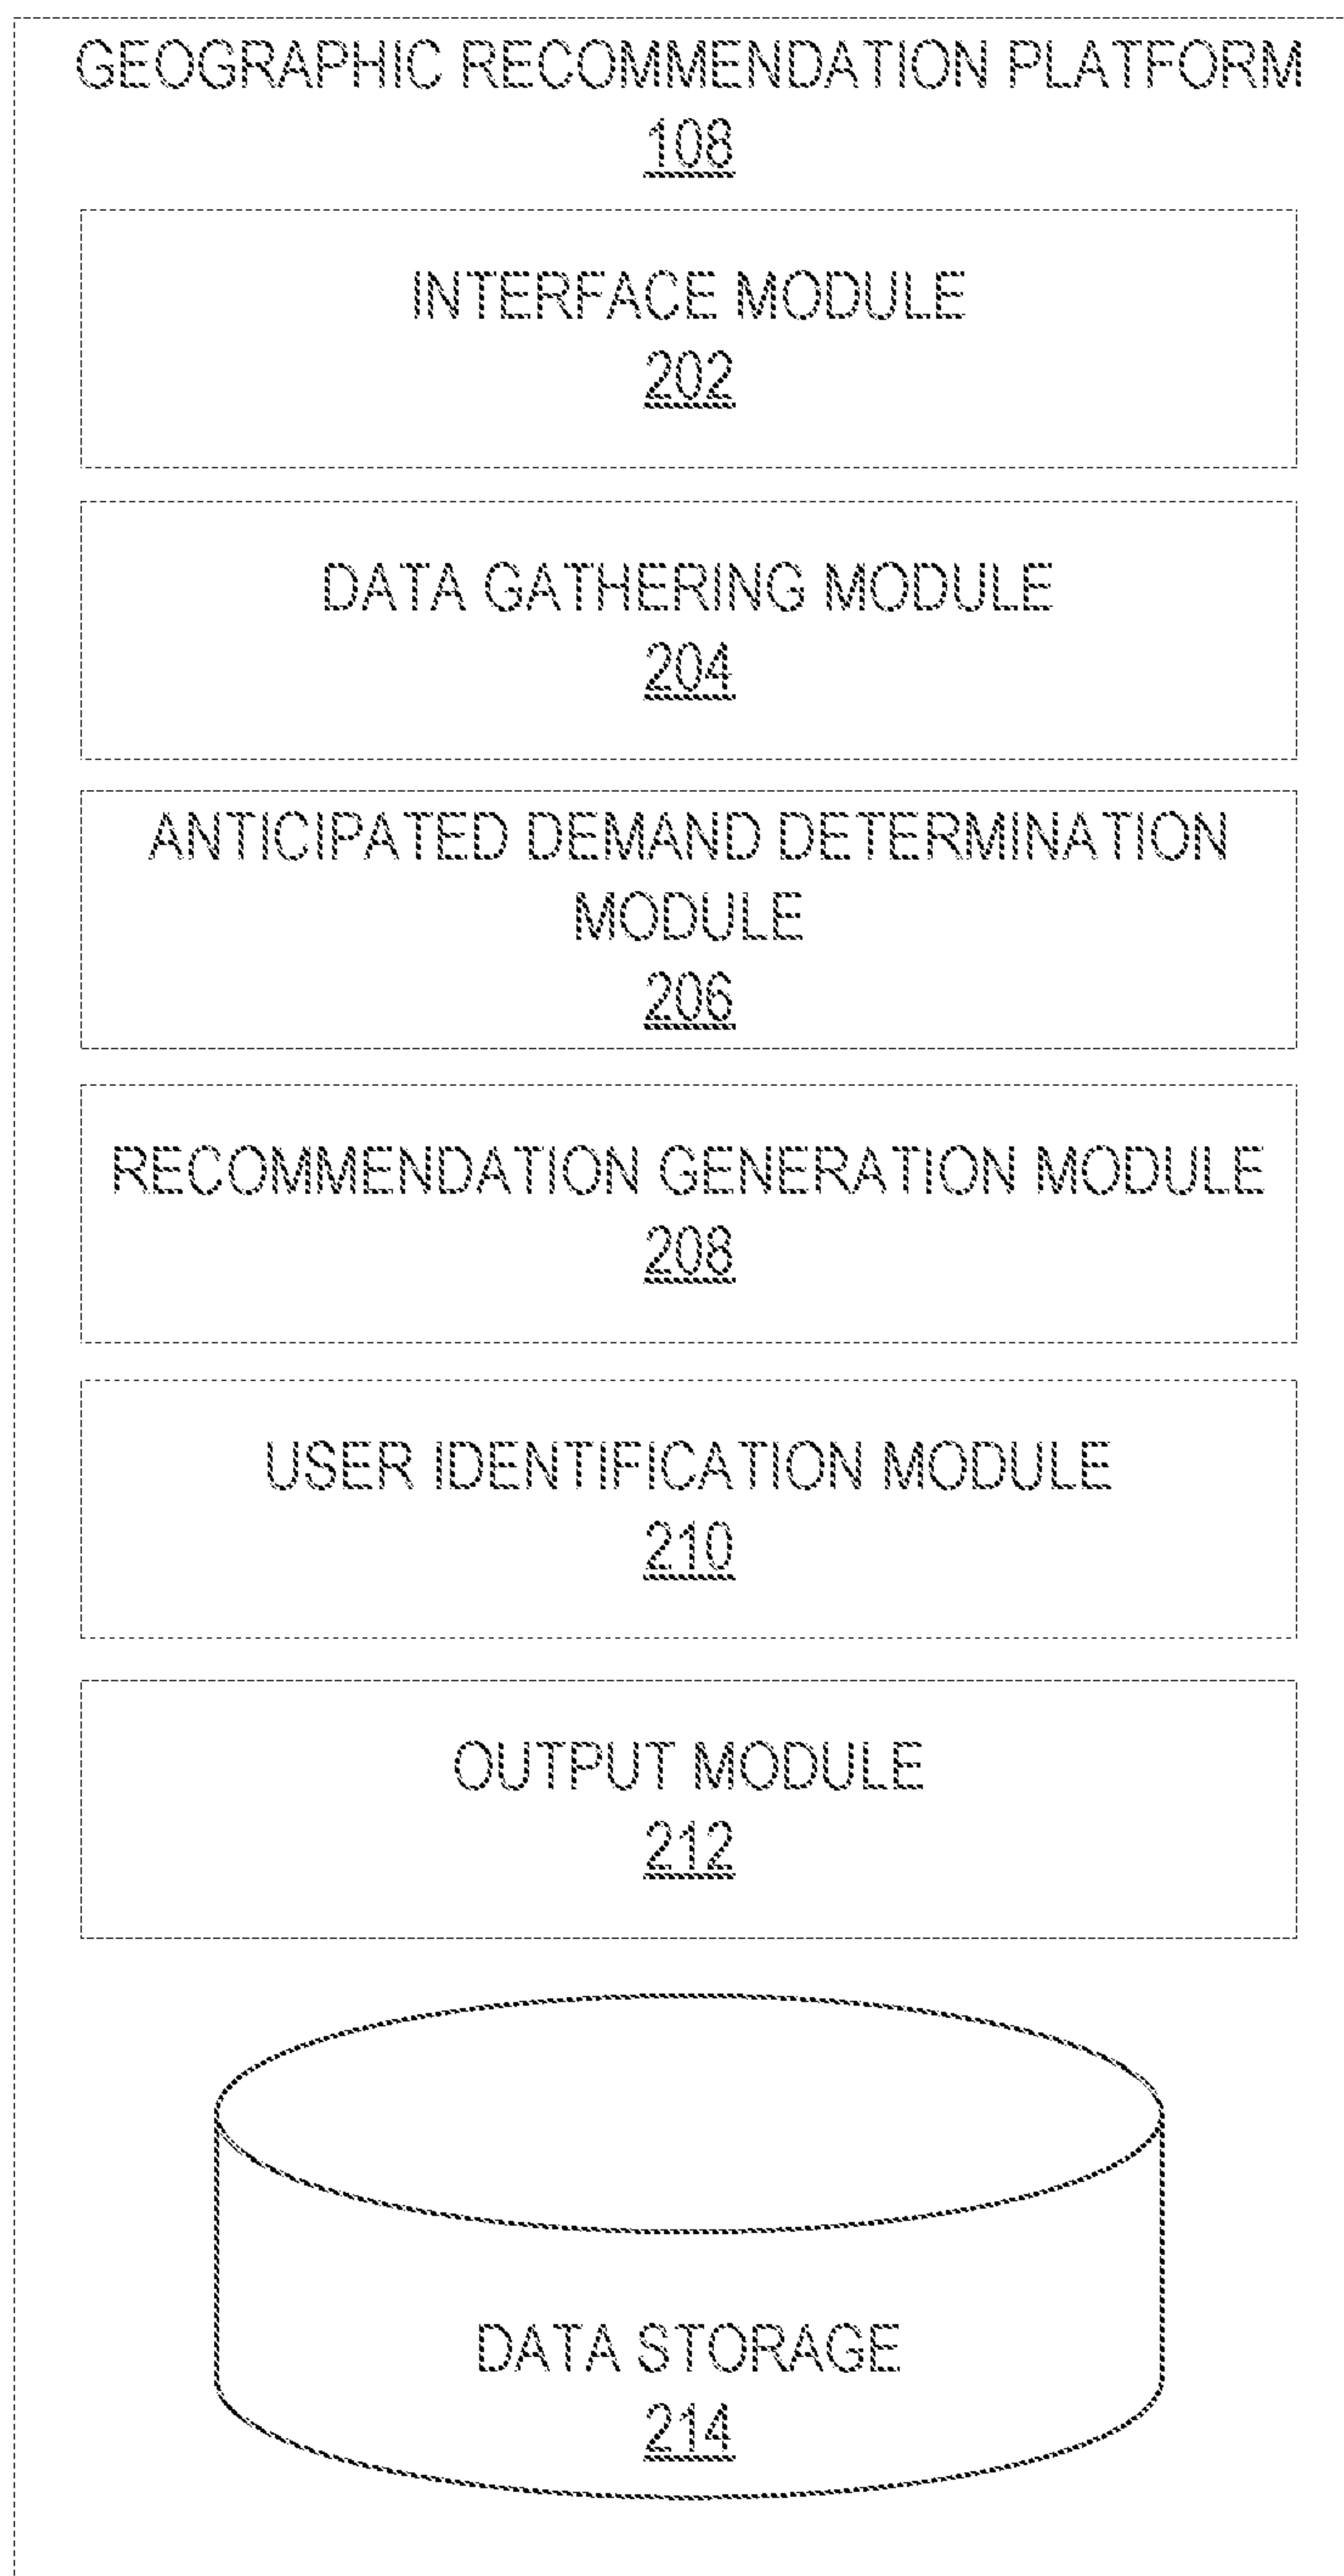 GEOGRAPHIC RECOMMENDATION PLATFORM
108
INTERFACE MODULE
202
DATA GATHERING MODULE
204
ANTICIPATED DEMAND DETERMINATION
MODULE
206
RECOMMENDATION GENERATION MODULE
208
USER IDENTIFICATION MODULE
210
OUTPUT MODULE
212
DATA STORAGE
214